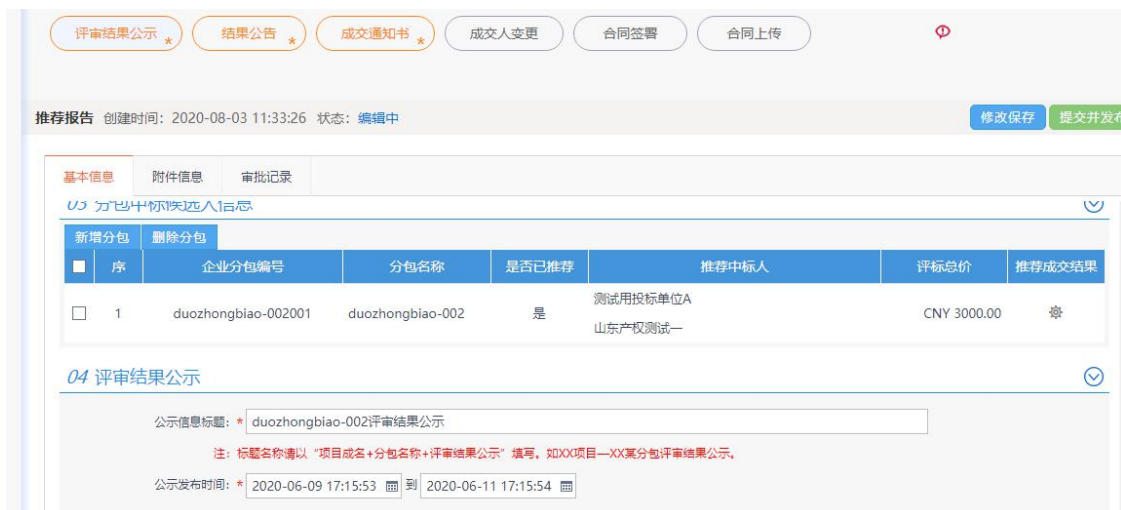 评审结果公示 * 结果公告 * 成交通知书 * 成交人变更 合同签署 合同上传
推荐报告 创建时间：2020-08-03 11:33:26 状态：编辑中 修改保存 提交并发布
基本信息 附件信息 审批记录
03 分包中标候选人信息
新增分包 删除分包
序 企业分包编号 分包名称 是否已推荐 推荐中标人 评标总价 推荐成交结果
1 duozhongbiao-002001 duozhongbiao-002 是 测试用投标单位A CNY 3000.00
山东产权测试一
04 评审结果公示
公示信息标题：* duozhongbiao-002评审结果公示
注：标题名称请以“项目成名+分包名称+评审结果公示”填写。如XX项目—XX某分包评审结果公示。
公示发布时间：* 2020-06-09 17:15:53 到 2020-06-11 17:15:54